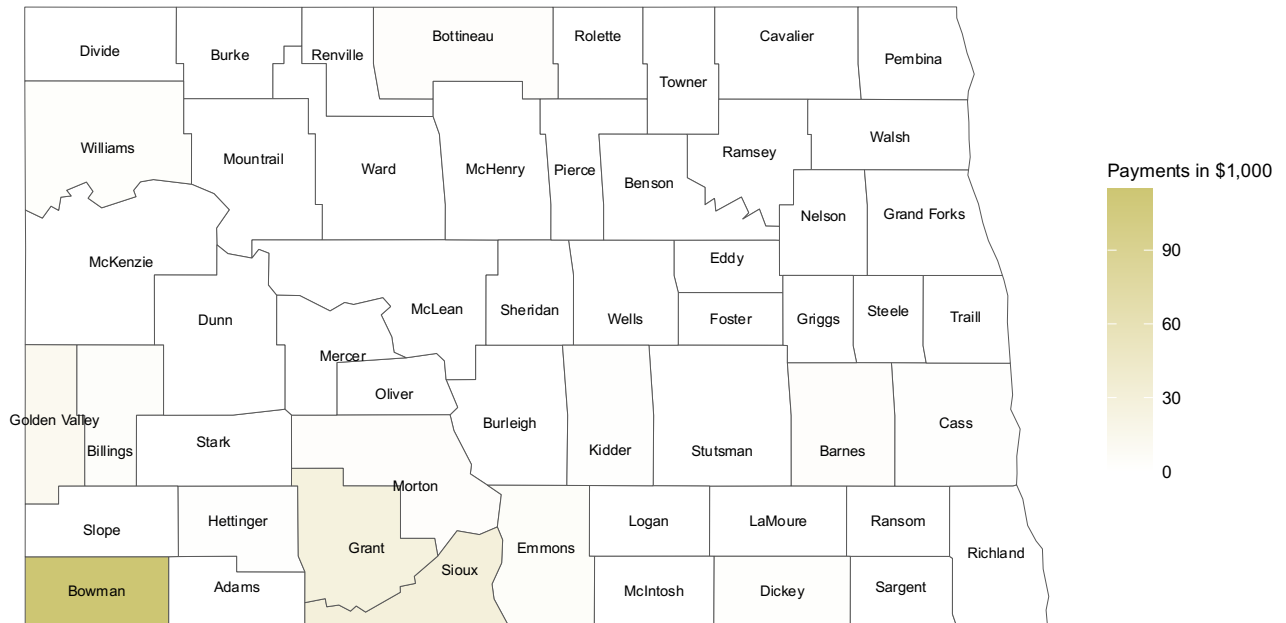 Divide
Burke
Renville
Bottineau
Rolette
Towner
Cavalier
Pembina
Williams
Mountrail
Ward
McHenry
Pierce
Benson
Ramsey
Walsh
Nelson
Grand Forks
McKenzie
Dunn
Mercer
McLean
Sheridan
Wells
Eddy
Foster
Griggs
Steele
Traill
Oliver
Golden Valley
Billings
Stark
Morton
Burleigh
Kidder
Stutsman
Barnes
Cass
Slope
Hettinger
Grant
Sioux
Emmons
Logan
LaMoure
Ransom
Richland
Bowman
Adams
McIntosh
Dickey
Sargent
Payments in $1,000
90
60
30
0